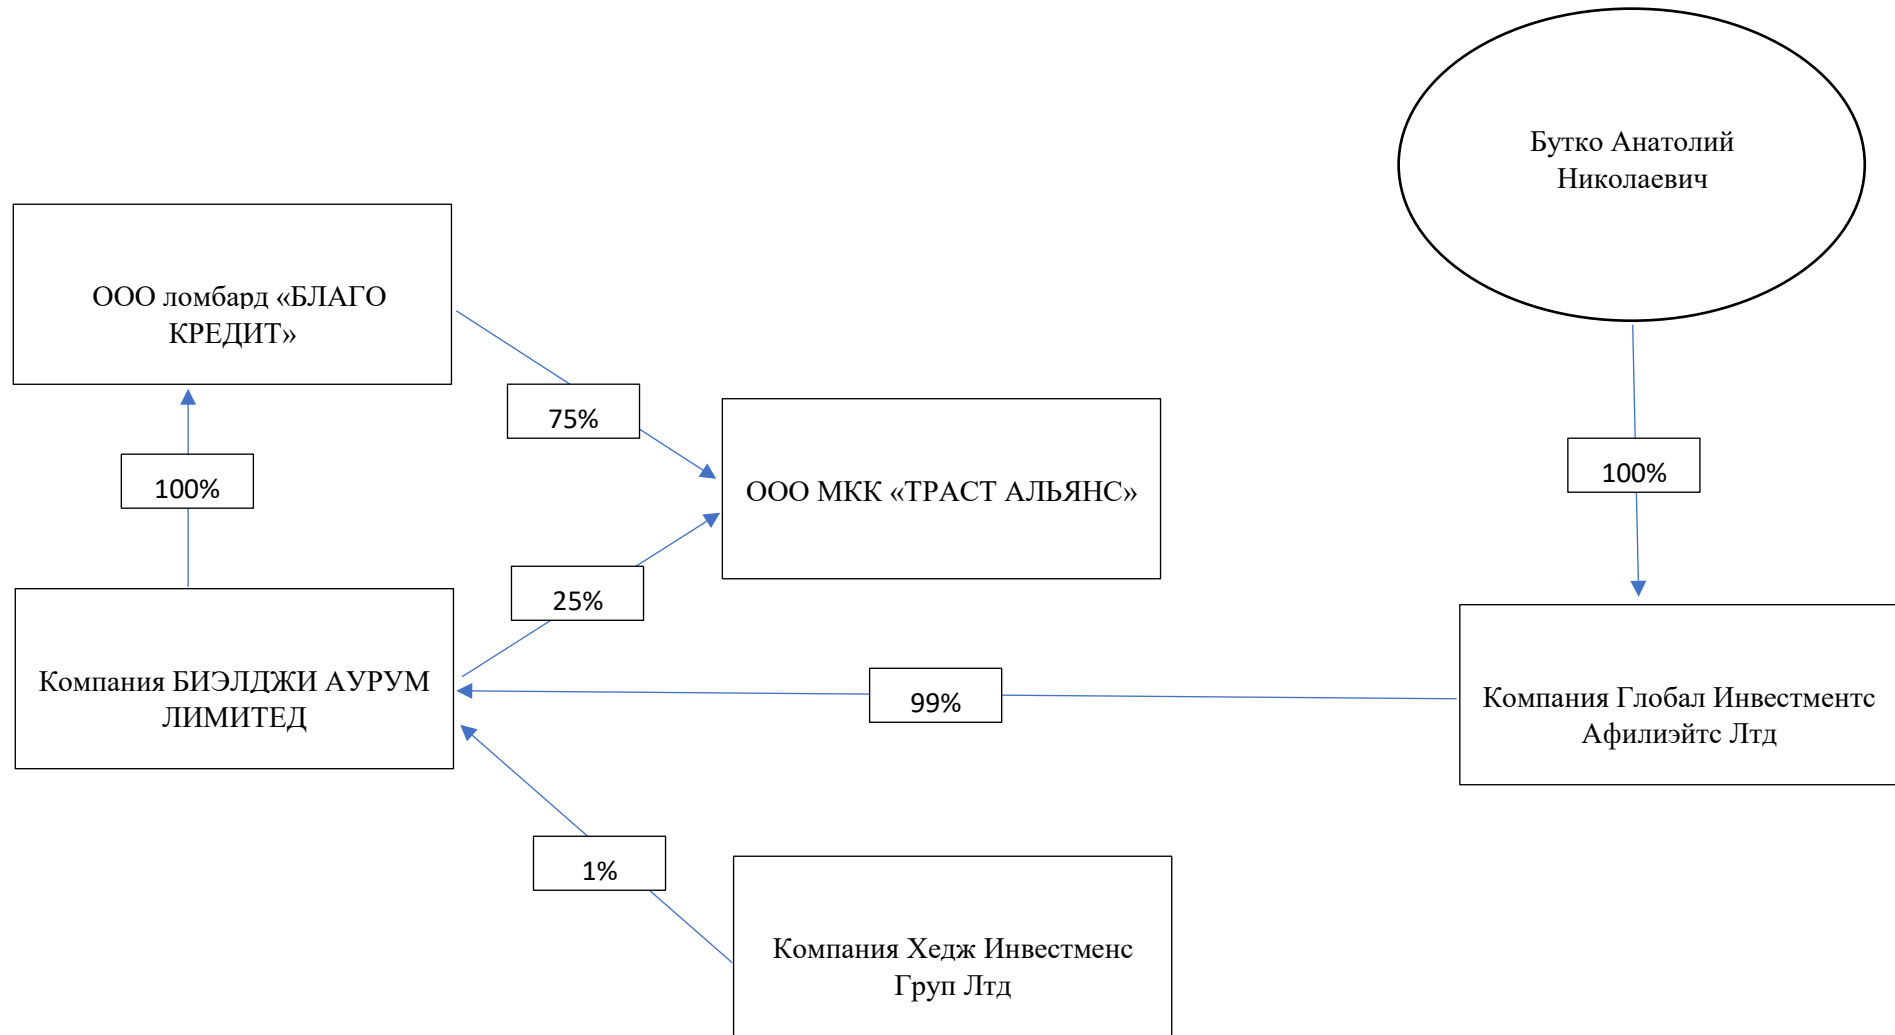 Бутко Анатолий
Николаевич
ООО ломбард «БЛАГО
КРЕДИТ»
75%
100%
ООО МКК «ТРАСТ АЛЬЯНС»
100%
25%
Компания БИЭЛДЖИ АУРУМ
ЛИМИТЕД
99%
Компания Глобал Инвестментс
Афилиэйтс Лтд
1%
Компания Хедж Инвестменс
Груп Лтд